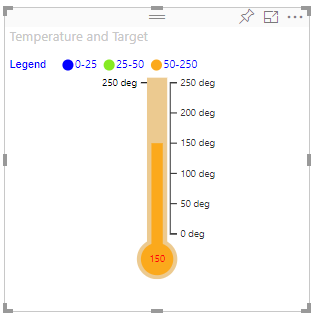 Temperature and Target
Legend 0-25 25-50 50-250
250 deg 250 deg
200 deg
150 deg
100 deg
50 deg
0 deg
150